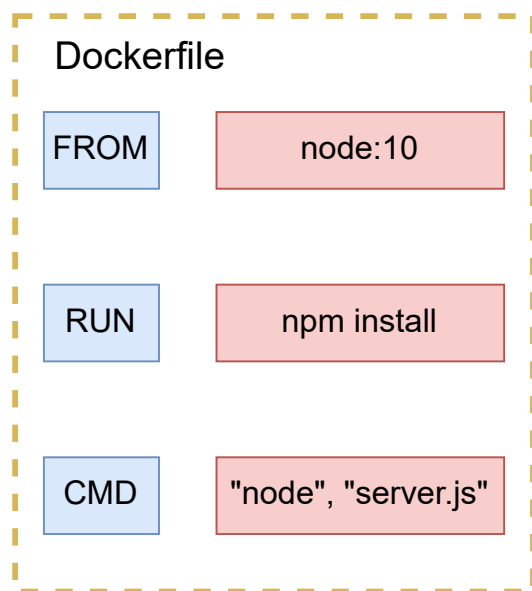 Dockerfile
FROM node:10
RUN npm install
CMD "node", "server.js"